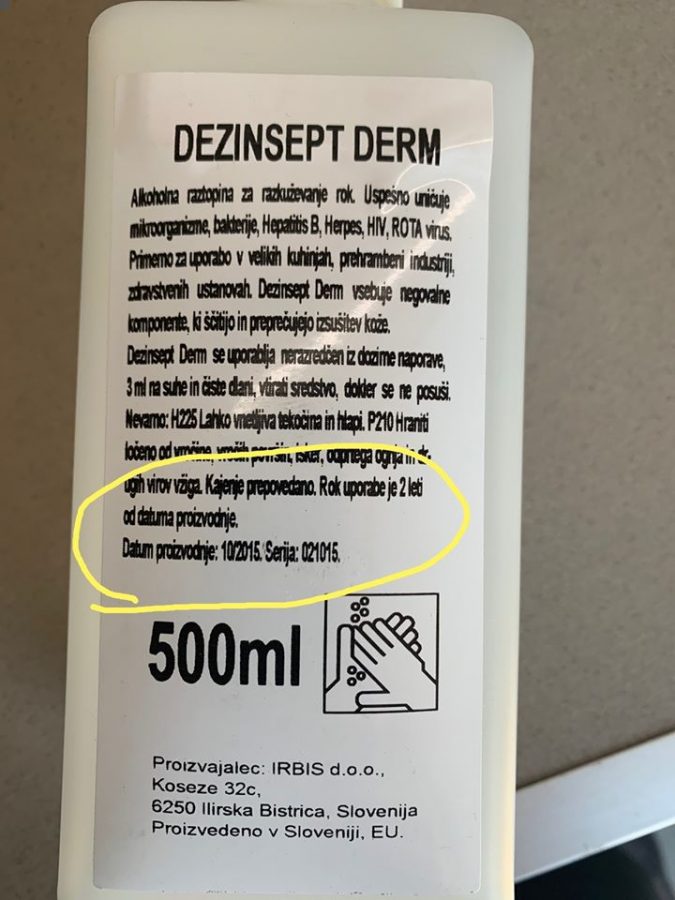 DEZINSEPT DERM
Alkoholna raztopina za razkuževanje rok. Uspešno uničuje
mikroorganizme, bakterije, Hepatitis B, Herpes, HIV, ROTA virus.
Primerno za uporabo v velikih kuhinjah, prehrambeni industriji,
zdravstvenih ustanovah. Dezinsept Derm vsebuje negovalne
komponente, ki ščitijo in preprečujejo izsušitev kože.
Dezinsept Derm se uporablja nerazredčen iz dozirne naprave,
3 ml na suhe in čiste dlani, vtirati sredstvo, dokler se ne posuši.
Nevarno: H225 Lahko vnetljiva tekočina in hlapi. P210 Hraniti
ločeno od vročine, vročih površin, isker, odprtega ognja in dr-
ugih virov vžiga. Kajenje prepovedano. Rok uporabe je 2 leti
od datuma proizvodnje.
Datum proizvodnje: 10/2015. Serija: 021015.
500ml
Proizvajalec: IRBIS d.o.o.,
Koseze 32c,
6250 Ilirska Bistrica, Slovenija
Proizvedeno v Sloveniji, EU.